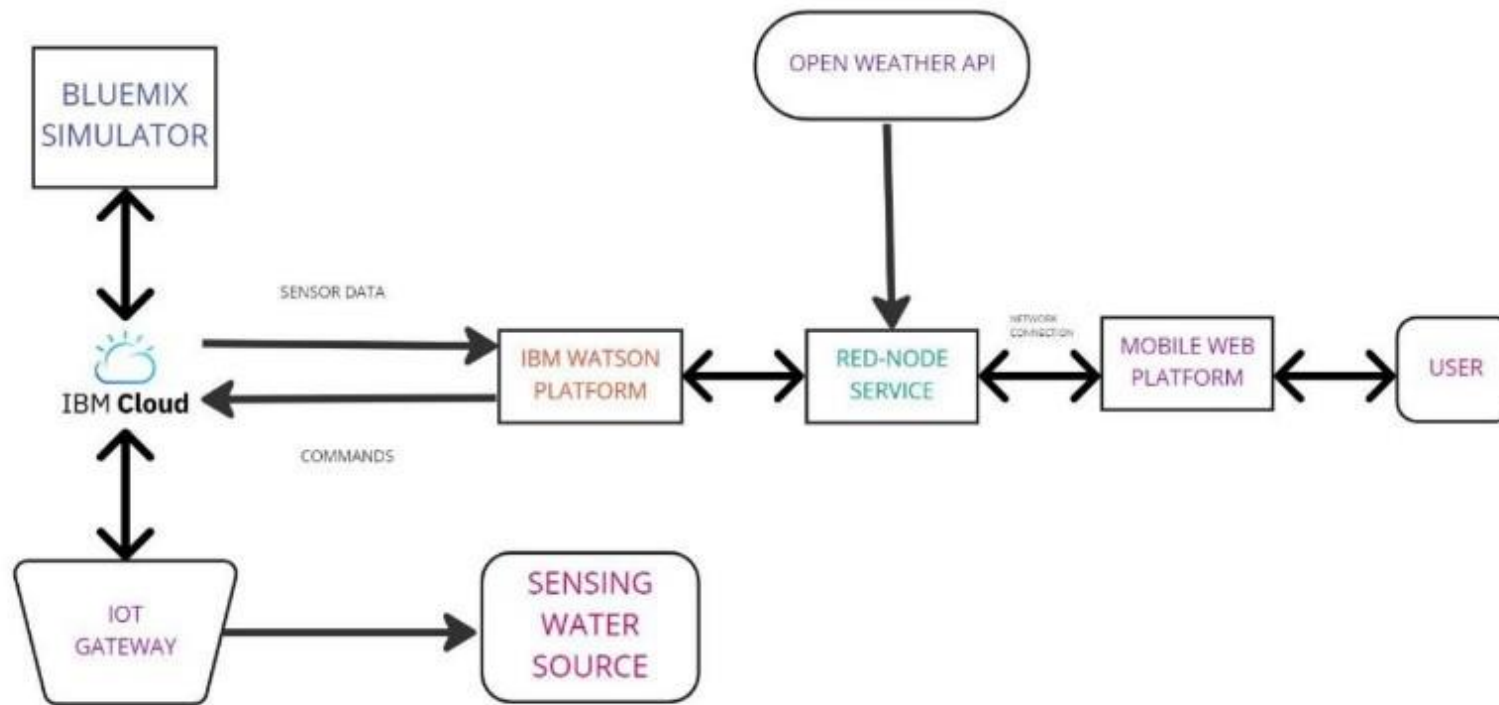 BLUEMIX
SIMULATOR
OPEN WEATHER API
SENSOR DATA
IBM Cloud
COMMANDS
IBM WATSON
PLATFORM
RED-NODE
SERVICE
NETWORK
CONNECTION
MOBILE WEB
PLATFORM
USER
IOT
GATEWAY
SENSING
WATER
SOURCE